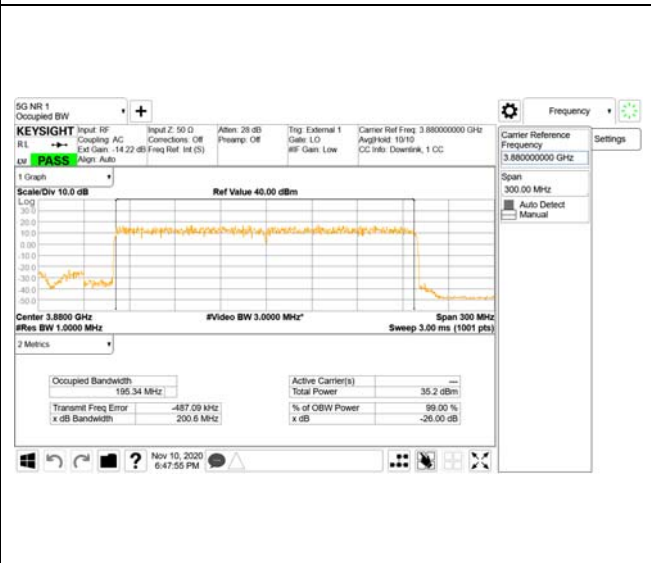 5G NR 1
Occupied BW
Frequency
KEYSIGHT
Input: RF
Input Z: 50 Ω
Atten: 28 dB
Trig: External 1
Carrier Ref Freq: 3.880000000 GHz
RL
Coupling: AC
Corrections: Off
Preamp: Off
Gate: LO
Avg|Hold: 10/10
Ext Gain: -14.22 dB
Freq Ref: Int (S)
#IF Gain: Low
CC Info: Downlink, 1 CC
PASS
Align: Auto
Carrier Reference
Frequency
3.880000000 GHz
Settings
Span
300.00 MHz
Auto Detect
Manual
1 Graph
Scale/Div 10.0 dB
Ref Value 40.00 dBm
Log
30.0
20.0
10.0
0.00
-10.0
-20.0
-30.0
-40.0
-50.0
Center 3.8800 GHz
#Video BW 3.0000 MHz*
Span 300 MHz
#Res BW 1.0000 MHz
Sweep 3.00 ms (1001 pts)
2 Metrics
Occupied Bandwidth
195.34 MHz
Active Carrier(s)
---
Total Power
35.2 dBm
Transmit Freq Error
-487.09 kHz
% of OBW Power
99.00 %
x dB Bandwidth
200.6 MHz
x dB
-26.00 dB
?
Nov 10, 2020
6:47:55 PM